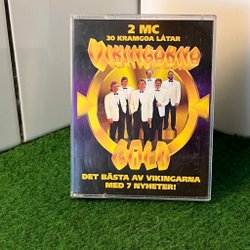 2 MC
30 KRAMGOA LÅTAR
VIKINGARNA
GOLD
DET BÄSTA AV VIKINGARNA
MED 7 NYHETER!